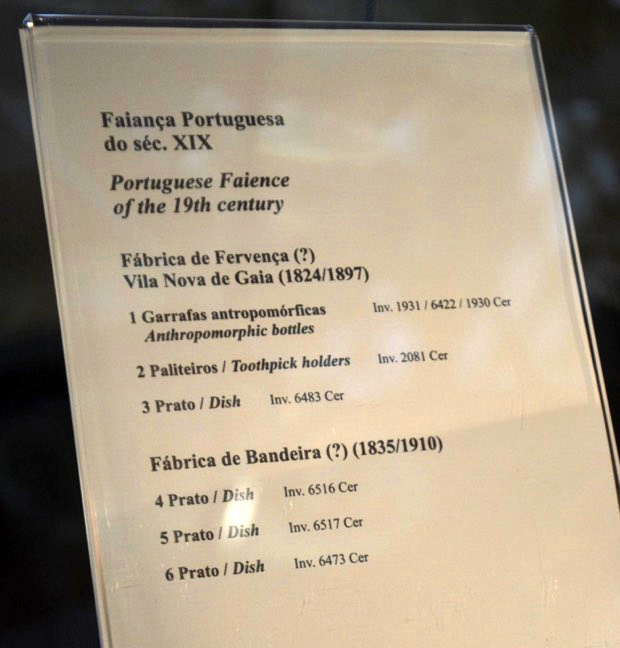 Faiança Portuguesa
do séc. XIX
Portuguese Faience
of the 19th century
Fábrica de Fervença (?)
Vila Nova de Gaia (1824/1897)
1 Garrafas antropomórficas Inv. 1931 / 6422 / 1930 Cer
Anthropomorphic bottles
2 Paliteiros / Toothpick holders Inv. 2081 Cer
3 Prato / Dish Inv. 6483 Cer
Fábrica de Bandeira (?) (1835/1910)
4 Prato / Dish Inv. 6516 Cer
5 Prato / Dish Inv. 6517 Cer
6 Prato / Dish Inv. 6473 Cer